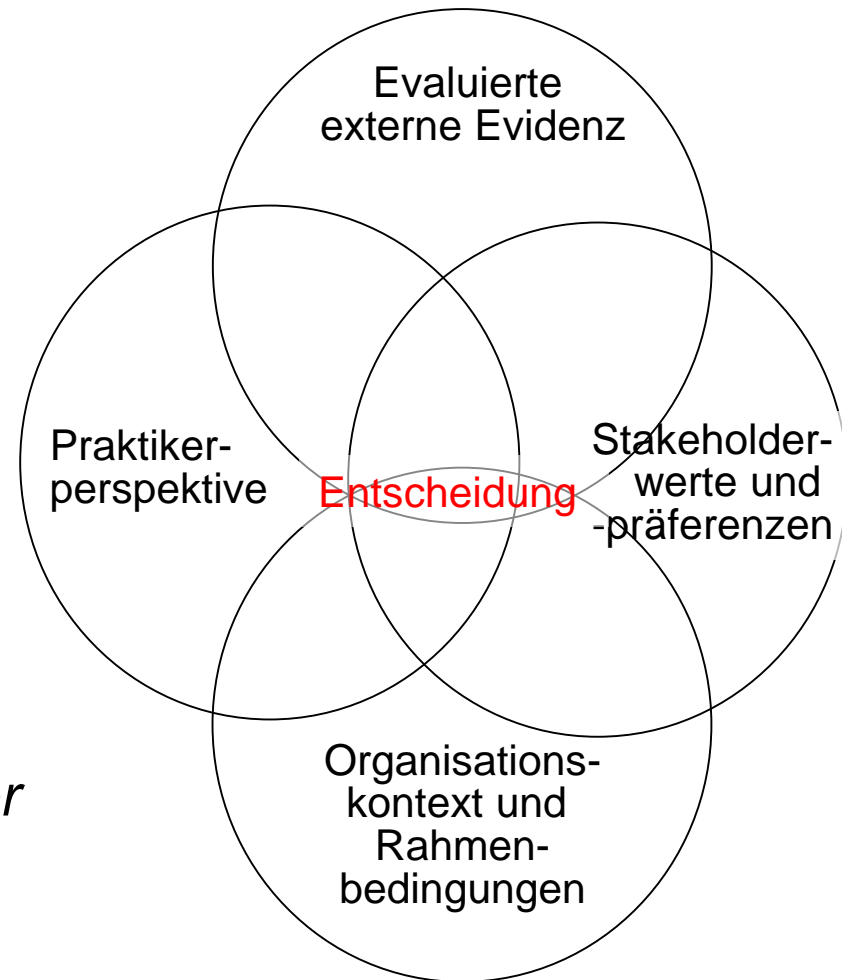 Evaluierte
externe Evidenz
Praktiker-
perspektive
Entscheidung
Stakeholder-
werte und
-präferenzen
Organisations-
kontext und
Rahmen-
bedingungen
r